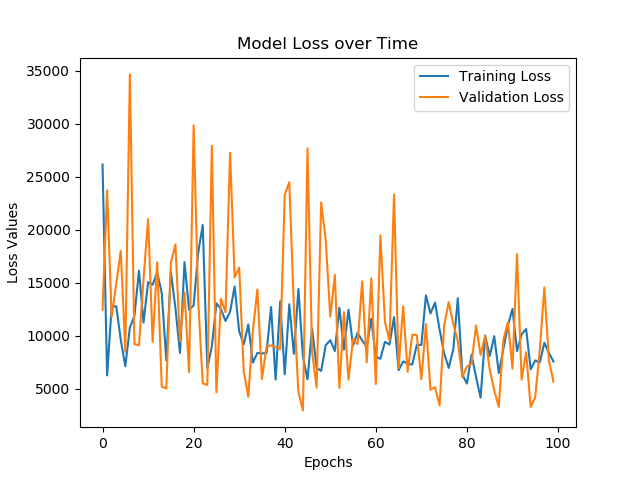 Model Loss over Time
Training Loss
Validation Loss
35000
30000
25000
20000
15000
10000
5000
Loss Values
0 20 40 60 80 100
Epochs